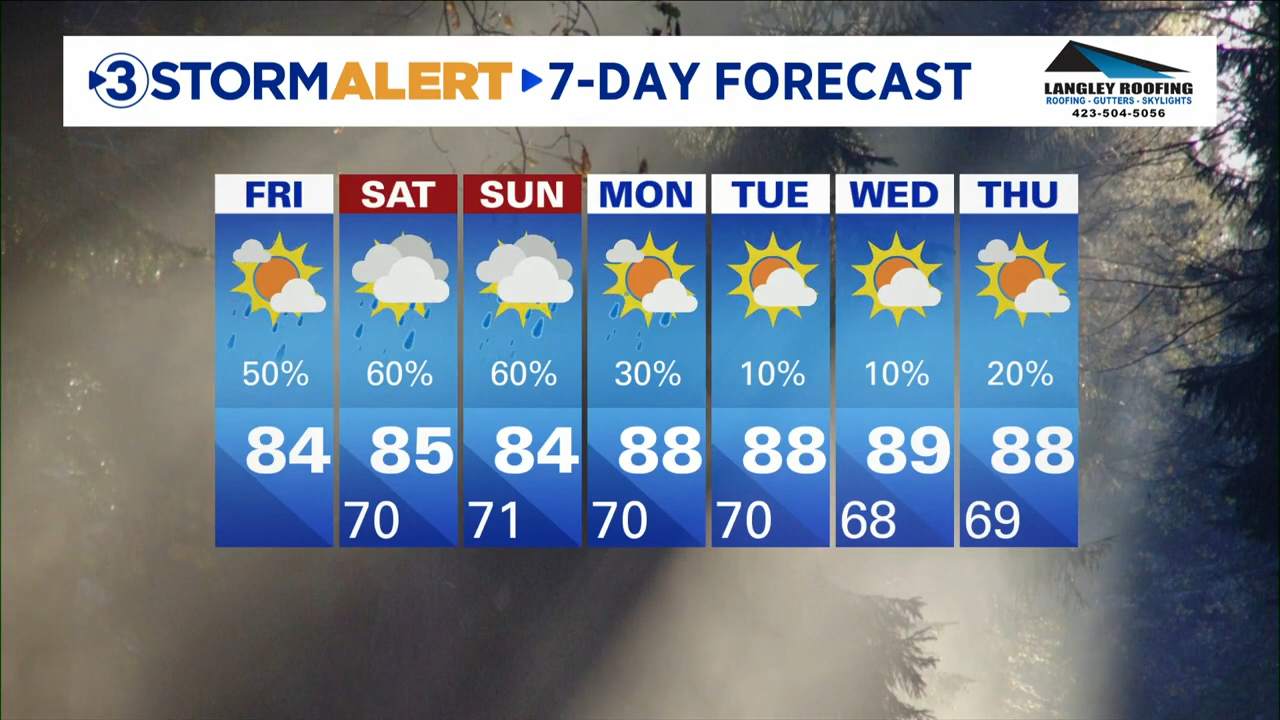 3 STORMALERT 7-DAY FORECAST
LANGLEY ROOFING
ROOFING - GUTTERS - SKYLIGHTS
423-504-5056
FRI SAT SUN MON TUE WED THU
50% 60% 60% 30% 10% 10% 20%
84 85 84 88 88 89 88
70 71 70 70 68 69